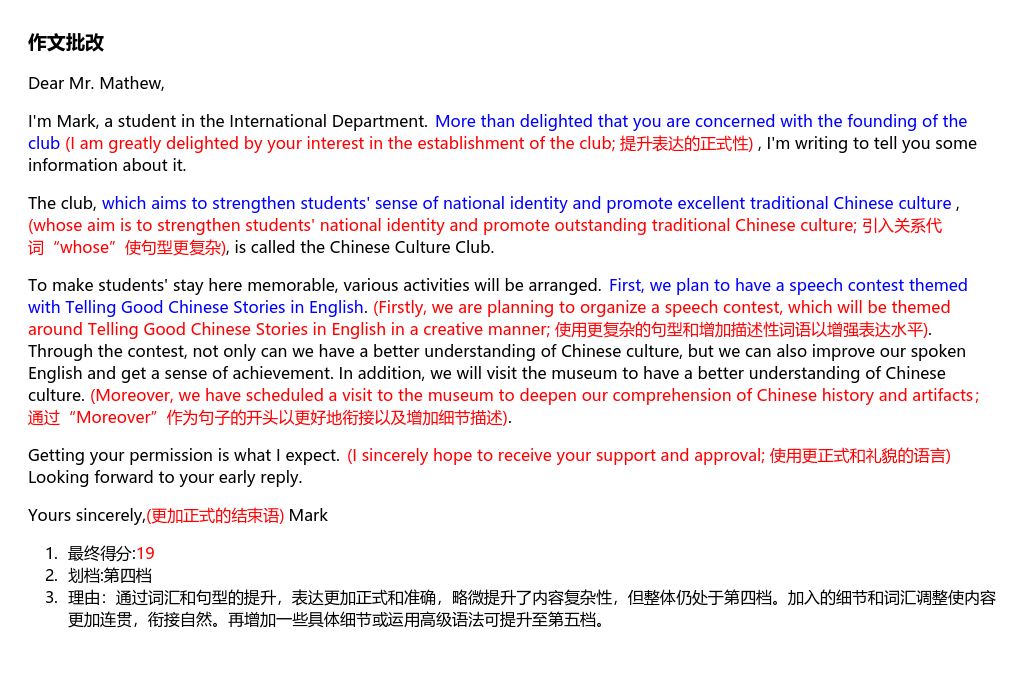 作文批改
Dear Mr. Mathew,
I'm Mark, a student in the International Department. More than delighted that you are concerned with the founding of the
club (I am greatly delighted by your interest in the establishment of the club; 提升表达的正式性) , I'm writing to tell you some
information about it.
The club, which aims to strengthen students' sense of national identity and promote excellent traditional Chinese culture ,
(whose aim is to strengthen students' national identity and promote outstanding traditional Chinese culture; 引入关系代
词“whose”使句型更复杂), is called the Chinese Culture Club.
To make students' stay here memorable, various activities will be arranged. First, we plan to have a speech contest themed
with Telling Good Chinese Stories in English. (Firstly, we are planning to organize a speech contest, which will be themed
around Telling Good Chinese Stories in English in a creative manner; 使用更复杂的句型和增加描述性词语以增强表达水平).
Through the contest, not only can we have a better understanding of Chinese culture, but we can also improve our spoken
English and get a sense of achievement. In addition, we will visit the museum to have a better understanding of Chinese
culture. (Moreover, we have scheduled a visit to the museum to deepen our comprehension of Chinese history and artifacts;
通过“Moreover”作为句子的开头以更好地衔接以及增加细节描述).
Getting your permission is what I expect. (I sincerely hope to receive your support and approval; 使用更正式和礼貌的语言)
Looking forward to your early reply.
Yours sincerely,(更加正式的结束语) Mark
1. 最终得分:19
2. 划档:第四档
3. 理由：通过词汇和句型的提升，表达更加正式和准确，略微提升了内容复杂性，但整体仍处于第四档。加入的细节和词汇调整使内容
更加连贯，衔接自然。再增加一些具体细节或运用高级语法可提升至第五档。